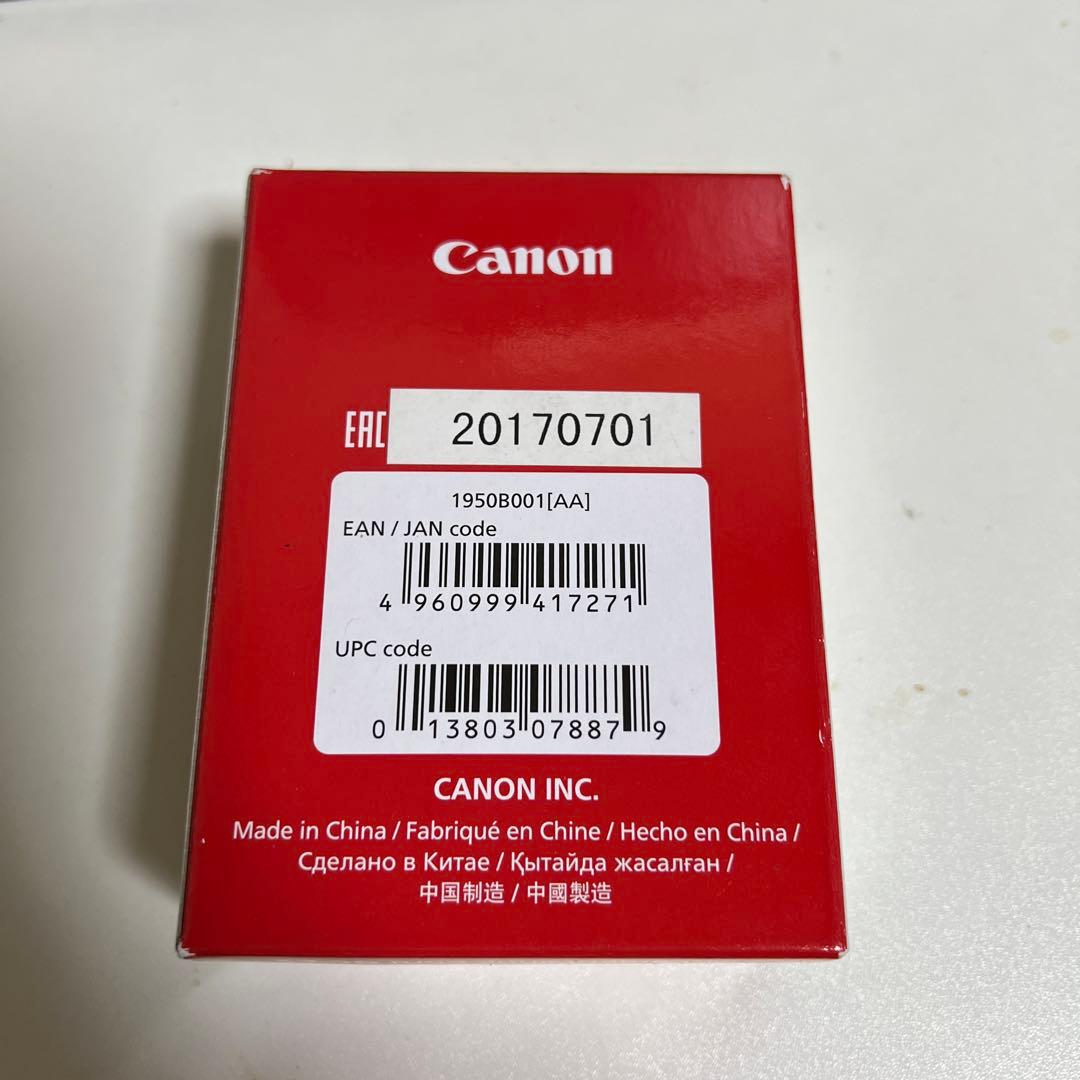 Canon
EAC 20170701
1950B001[AA]
EAN / JAN code
4 960999 417271
UPC code
0 13803 07887 9
CANON INC.
Made in China / Fabriqué en Chine / Hecho en China /
Сделано в Китае / Қытайда жасалған /
中国制造 / 中國製造